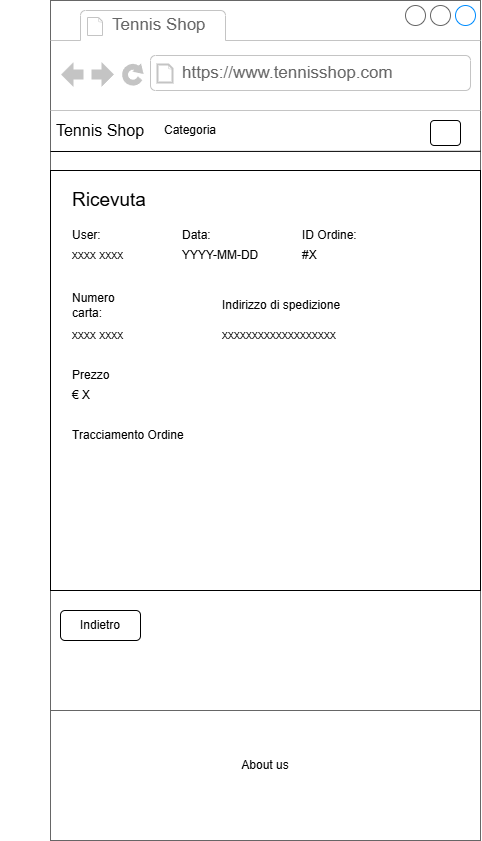 Tennis Shop
https://www.tennisshop.com
Tennis Shop Categoria
Ricevuta
User: Data: ID Ordine:
xxxx xxxx YYYY-MM-DD #X
Numero
carta: Indirizzo di spedizione
xxxx xxxx xxxxxxxxxxxxxxxxxxx
Prezzo
€ X
Tracciamento Ordine
Indietro
About us